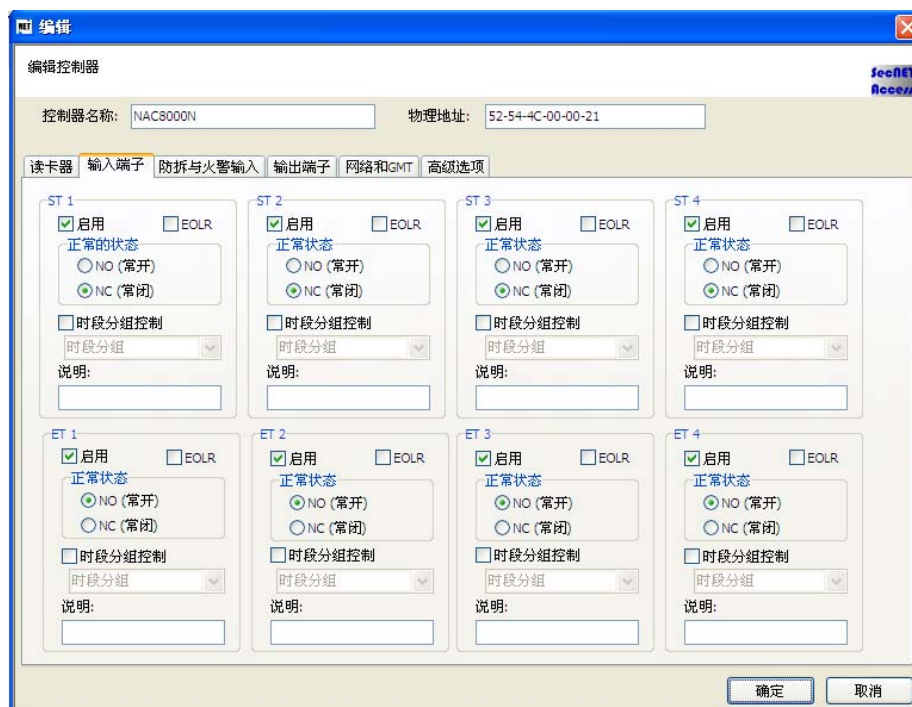 NET 编辑
编辑控制器
SecNET
Access
控制器名称: NAC8000N 物理地址: 52-54-4C-00-00-21
读卡器 输入端子 防拆与火警输入 输出端子 网络和GMT 高级选项
ST 1 ST 2 ST 3 ST 4
启用 EOLR 启用 EOLR 启用 EOLR 启用 EOLR
正常的状态 正常状态 正常状态 正常状态
NO (常开) NO (常开) NO (常开) NO (常开)
NC (常闭) NC (常闭) NC (常闭) NC (常闭)
时段分组控制 时段分组控制 时段分组控制 时段分组控制
时段分组 时段分组 时段分组 时段分组
说明: 说明: 说明: 说明:
ET 1 ET 2 ET 3 ET 4
启用 EOLR 启用 EOLR 启用 EOLR 启用 EOLR
正常状态 正常状态 正常状态 正常状态
NO (常开) NO (常开) NO (常开) NO (常开)
NC (常闭) NC (常闭) NC (常闭) NC (常闭)
时段分组控制 时段分组控制 时段分组控制 时段分组控制
时段分组 时段分组 时段分组 时段分组
说明: 说明: 说明: 说明:
确定 取消